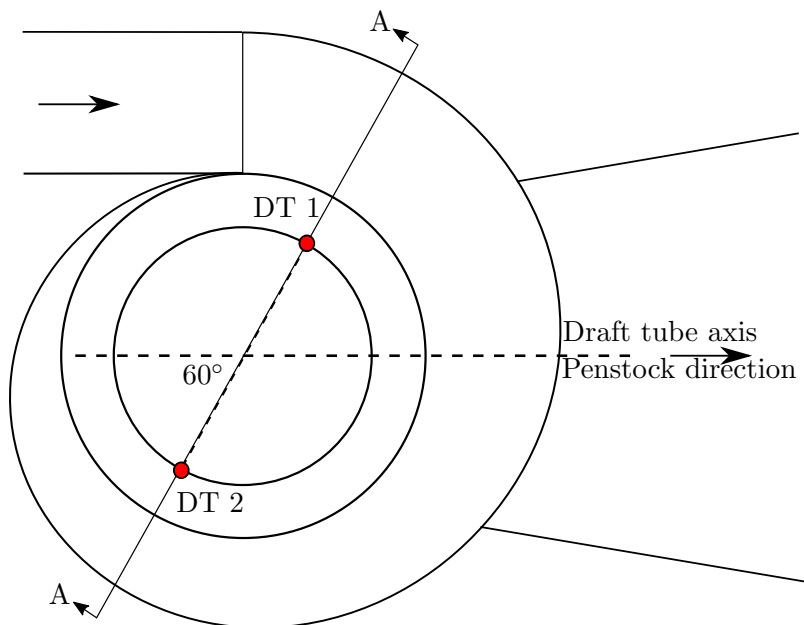 A
DT 1
Draft tube axis
Penstock direction
60°
DT 2
A